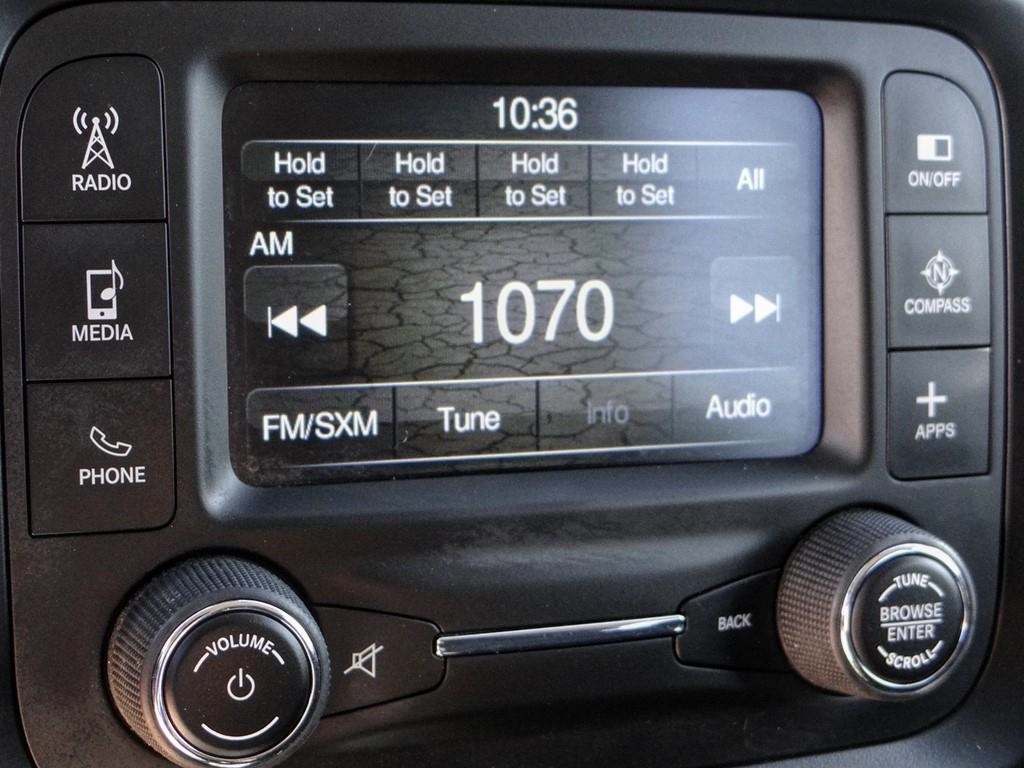 10:36
Hold to Set
Hold to Set
Hold to Set
Hold to Set
All
AM
1070
FM/SXM
Tune
Info
Audio
RADIO
MEDIA
PHONE
ON/OFF
N
COMPASS
APPS
VOLUME
BACK
TUNE
BROWSE
ENTER
SCROLL